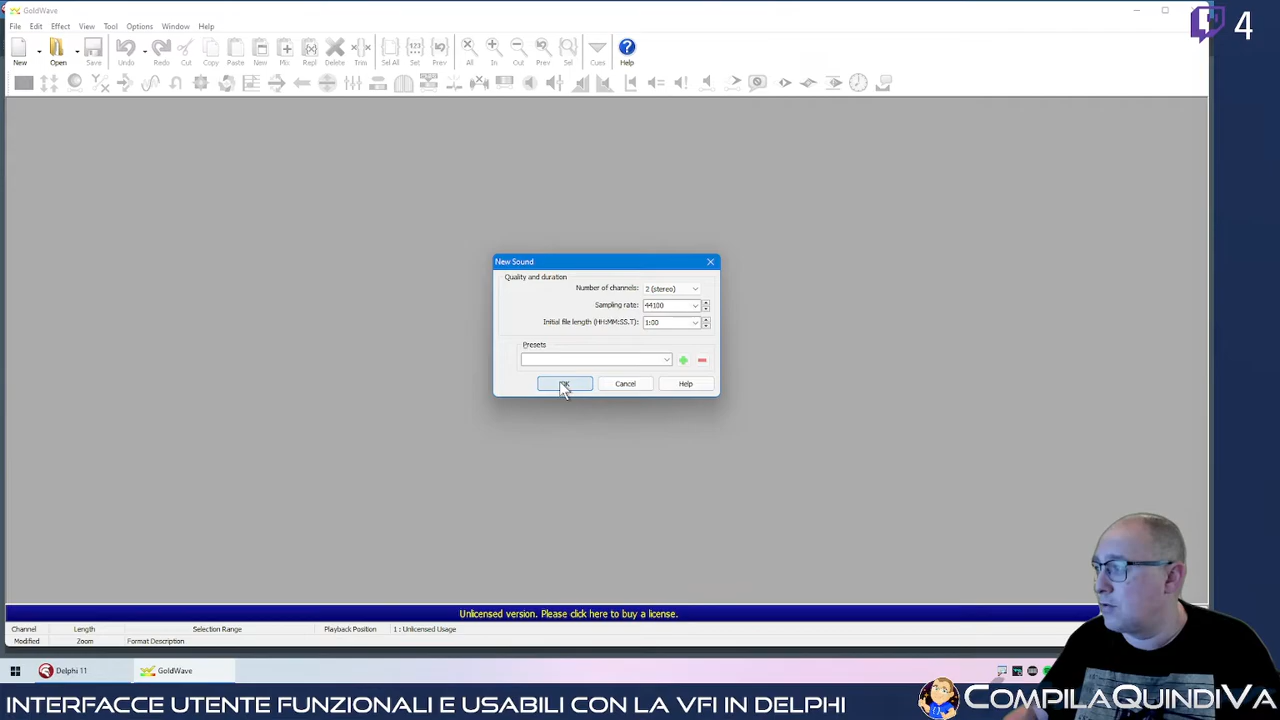 GoldWave
4
File Edit Effect View Tool Options Window Help
New Open Save Undo Redo Cut Copy Paste New Mix Repl Delete Trim Sel All Set Prev All In Out Prev Sel Cues Help
New Sound
Quality and duration
Number of channels: 2 (stereo)
Sampling rate: 44100
Initial file length (HH:MM:SS.T): 1:00
Presets
Cancel Help
Unlicensed version. Please click here to buy a license.
Channel Length Selection Range Playback Position 1 : Unlicensed Usage
Modified Zoom Format Description
Delphi 11 GoldWave
INTERFACCE UTENTE FUNZIONALI E USABILI CON LA VFI IN DELPHI
COMPILAQUINDIVA